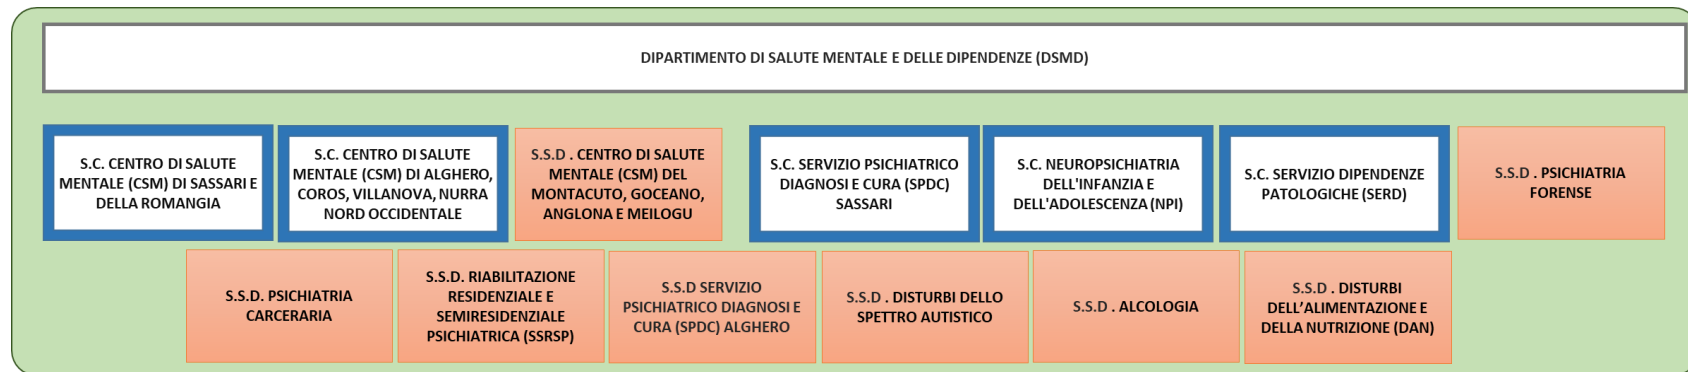 DIPARTIMENTO DI SALUTE MENTALE E DELLE DIPENDENZE (DSMD)
S.C. CENTRO DI SALUTE
MENTALE (CSM) DI SASSARI E
DELLA ROMANGIA
S.C. CENTRO DI SALUTE
MENTALE (CSM) DI ALGHERO,
COROS, VILLANOVA, NURRA
NORD OCCIDENTALE
S.S.D . CENTRO DI SALUTE
MENTALE (CSM) DEL
MONTACUTO, GOCEANO,
ANGLONA E MEILOGU
S.C. SERVIZIO PSICHIATRICO
DIAGNOSI E CURA (SPDC)
SASSARI
S.C. NEUROPSICHIATRIA
DELL'INFANZIA E
DELL'ADOLESCENZA (NPI)
S.C. SERVIZIO DIPENDENZE
PATOLOGICHE (SERD)
S.S.D . PSICHIATRIA
FORENSE
S.S.D. PSICHIATRIA
CARCERARIA
S.S.D. RIABILITAZIONE
RESIDENZIALE E
SEMIRESIDENZIALE
PSICHIATRICA (SSRSP)
S.S.D SERVIZIO
PSICHIATRICO DIAGNOSI E
CURA (SPDC) ALGHERO
S.S.D . DISTURBI DELLO
SPETTRO AUTISTICO
S.S.D . ALCOLOGIA
S.S.D . DISTURBI
DELL’ALIMENTAZIONE E
DELLA NUTRIZIONE (DAN)